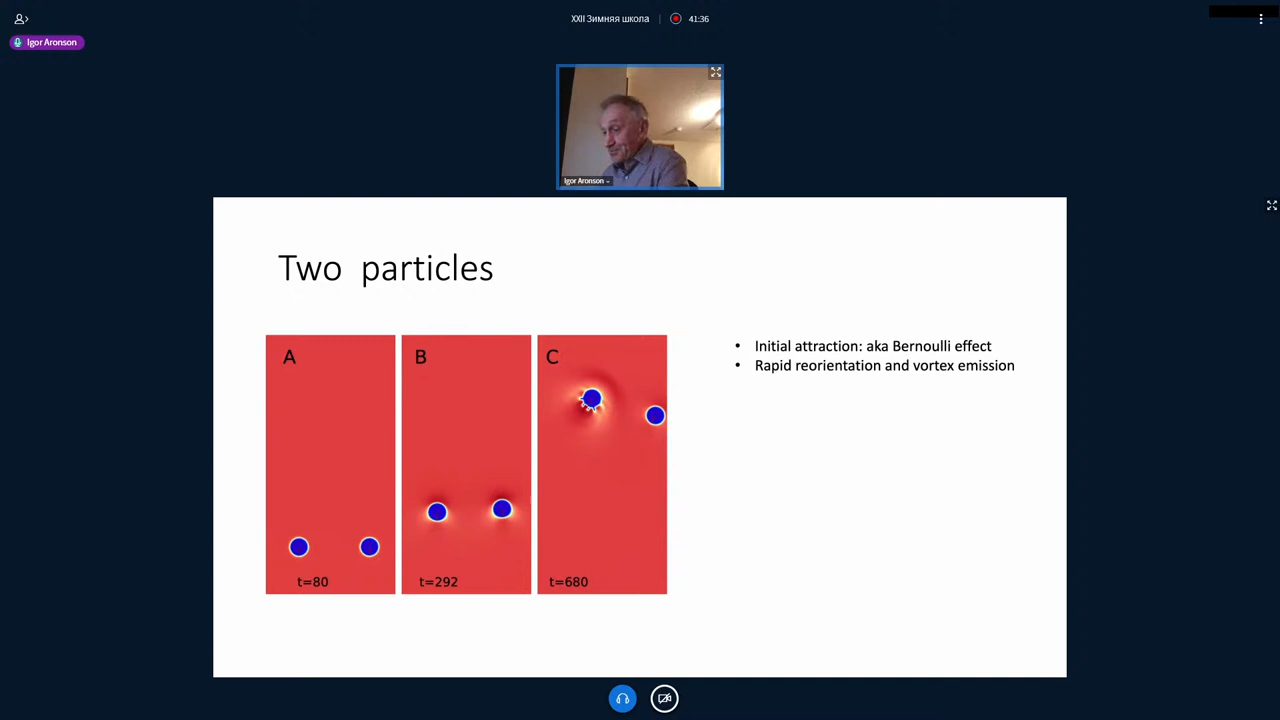 XXII Зимняя школа
41:36
Igor Aronson
Igor Aronson
Two particles
A
B
C
t=80
t=292
t=680
• Initial attraction: aka Bernoulli effect
• Rapid reorientation and vortex emission